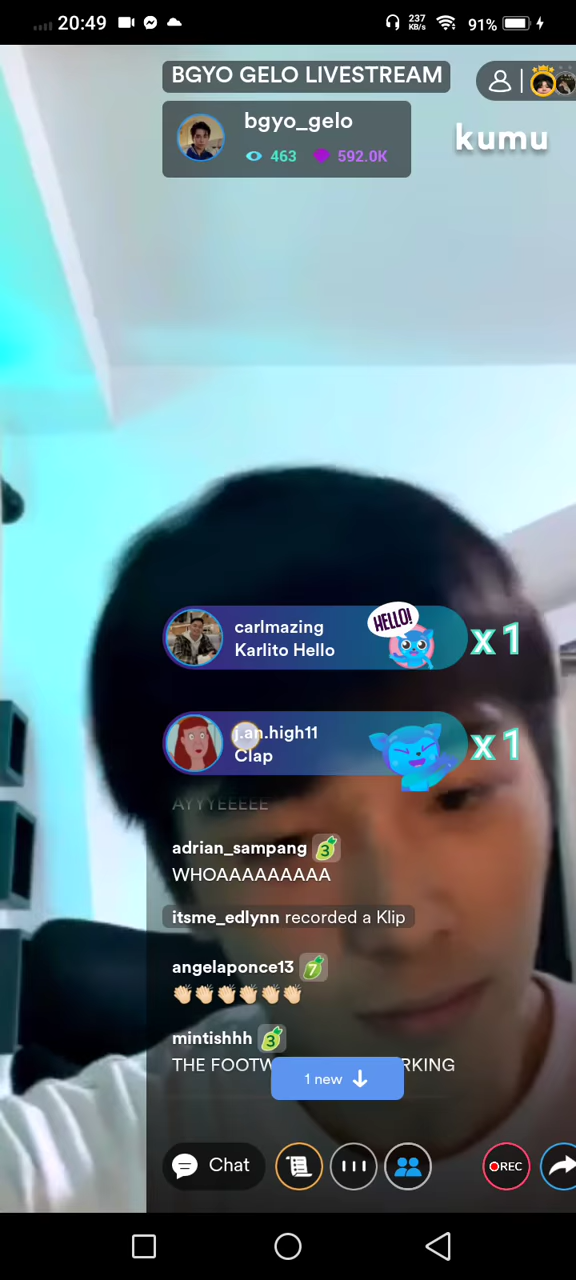 20:49
237
KB/s
91%
BGYO GELO LIVESTREAM
bgyo_gelo
463 592.0K
kumu
carlmazing
Karlito Hello
HELLO!
x1
j.an.high11
Clap
x1
AYYYEEEEE
adrian_sampang 3
WHOAAAAAAAAA
itsme_edlynn recorded a Klip
angelaponce13 7
👏🏻👏🏻👏🏻👏🏻👏🏻👏🏻
mintishhh 3
THE
1 new
Chat
REC